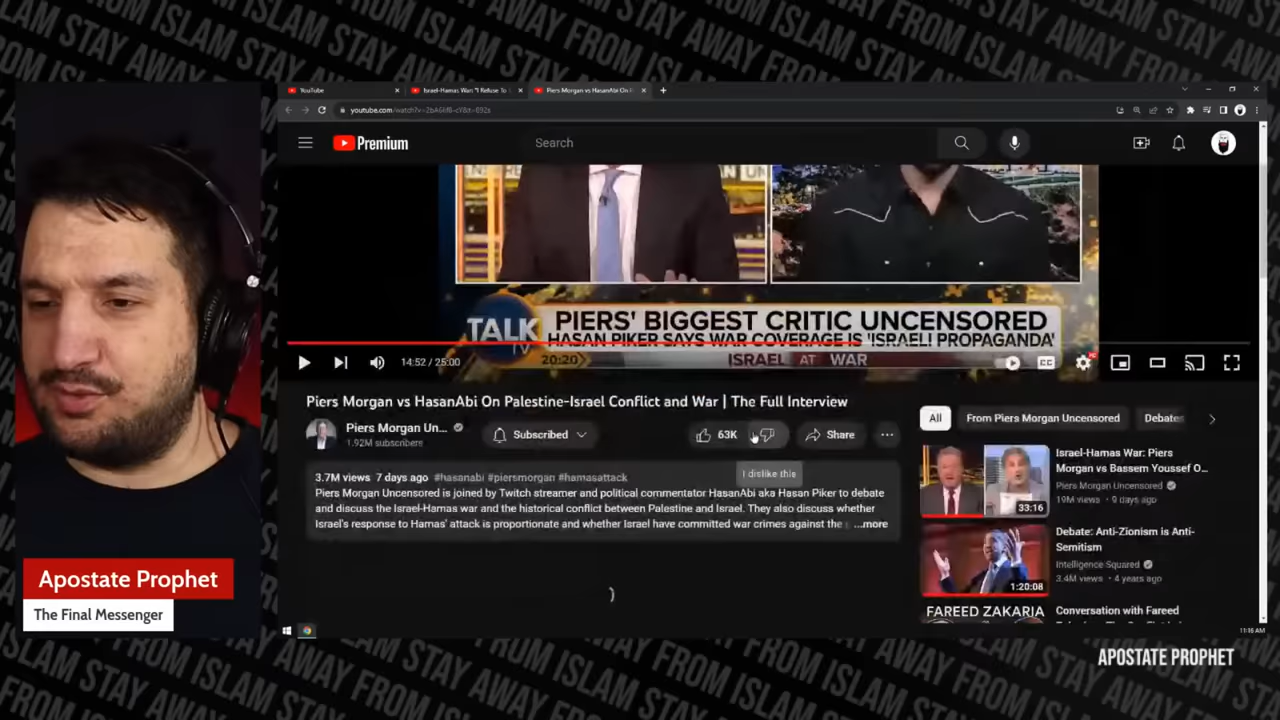 YouTube
Israel-Hamas War: "I Refuse To
Piers Morgan vs HasanAbi On
Premium
Search
TALK
TV
PIERS' BIGGEST CRITIC UNCENSORED
HASAN PIKER SAYS WAR COVERAGE IS 'ISRAELI PROPAGANDA'
20:20
ISRAEL AT WAR
14:52 / 25:00
CC
Piers Morgan vs HasanAbi On Palestine-Israel Conflict and War | The Full Interview
Piers Morgan Un...
1.92M subscribers
Subscribed
63K
Share
I dislike this
3.7M views 7 days ago #hasanabi #piersmorgan #hamasattack
Piers Morgan Uncensored is joined by Twitch streamer and political commentator HasanAbi aka Hasan Piker to debate
and discuss the Israel-Hamas war and the historical conflict between Palestine and Israel. They also discuss whether
Israel's response to Hamas' attack is proportionate and whether Israel have committed war crimes against the ...more
All
From Piers Morgan Uncensored
Debates
Israel-Hamas War: Piers
Morgan vs Bassem Youssef O...
Piers Morgan Uncensored
19M views • 9 days ago
33:16
Debate: Anti-Zionism is Anti-
Semitism
Intelligence Squared
3.4M views • 4 years ago
1:20:08
FAREED ZAKARIA
Conversation with Fareed
11:16 AM
Apostate Prophet
The Final Messenger
APOSTATE PROPHET
STAY AWAY FROM ISLAM